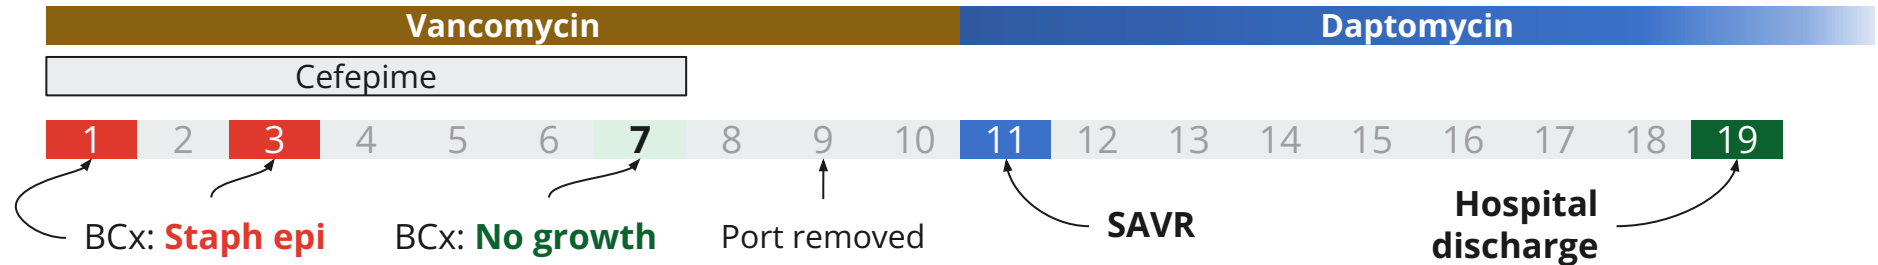 Vancomycin Daptomycin
Cefepime
1 2 3 4 5 6 7 8 9 10 11 12 13 14 15 16 17 18 19
BCx: Staph epi BCx: No growth Port removed SAVR Hospital
discharge